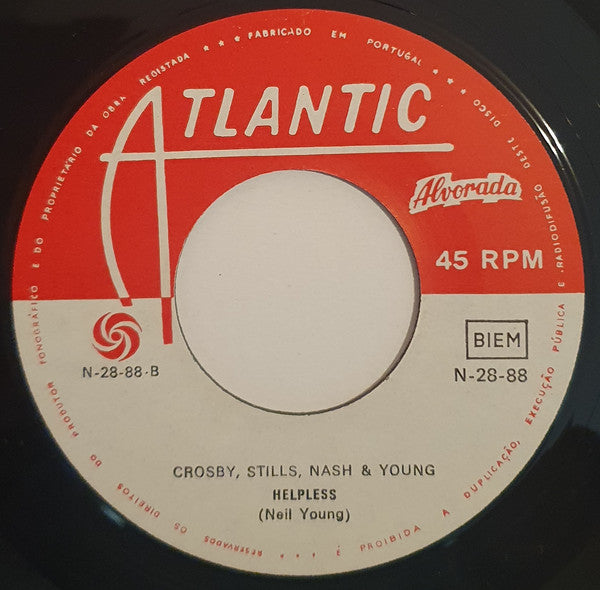 FABRICADO EM PORTUGAL
ATLANTIC
Alvorada
45 RPM
BIEM
N-28-88-B
N-28-88
CROSBY, STILLS, NASH & YOUNG
HELPLESS
(Neil Young)
RESERVADOS OS DIREITOS DO PRODUTOR FONOGRÁFICO E DO PROPRIETÁRIO DA OBRA REGISTADA
É PROIBIDA A DUPLICAÇÃO, EXECUÇÃO PÚBLICA E RADIODIFUSÃO DESTE DISCO